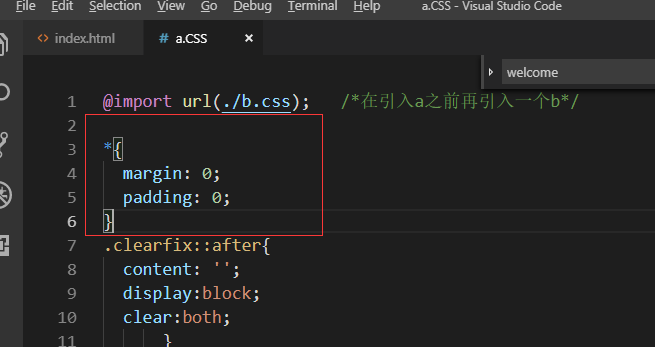 File Edit Selection View Go Debug Terminal Help a.CSS - Visual Studio Code
<> index.html # a.CSS ×
welcome
1 @import url(./b.css); /*在引入a之前再引入一个b*/
2
3 *{
4 margin: 0;
5 padding: 0;
6 }
7 .clearfix::after{
8 content: '';
9 display:block;
10 clear:both;
11 }